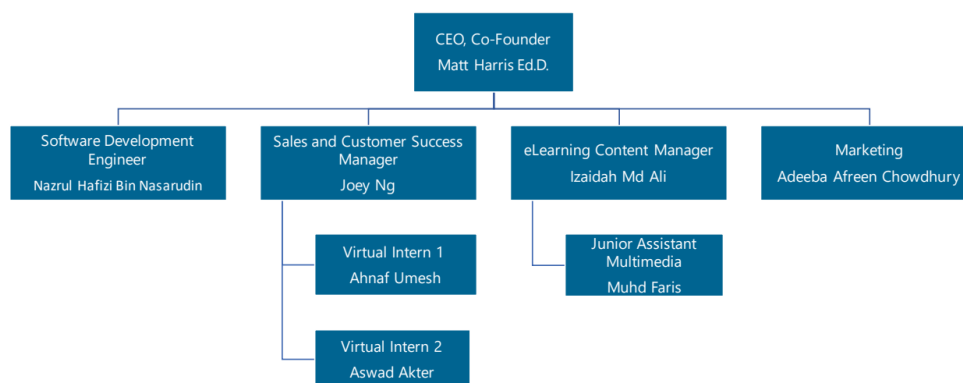 CEO, Co-Founder
Matt Harris Ed.D.
Software Development
Engineer
Nazrul Hafizi Bin Nasarudin
Sales and Customer Success
Manager
Joey Ng
eLearning Content Manager
Izaidah Md Ali
Marketing
Adeeba Afreen Chowdhury
Virtual Intern 1
Ahnaf Umesh
Junior Assistant
Multimedia
Muhd Faris
Virtual Intern 2
Aswad Akter